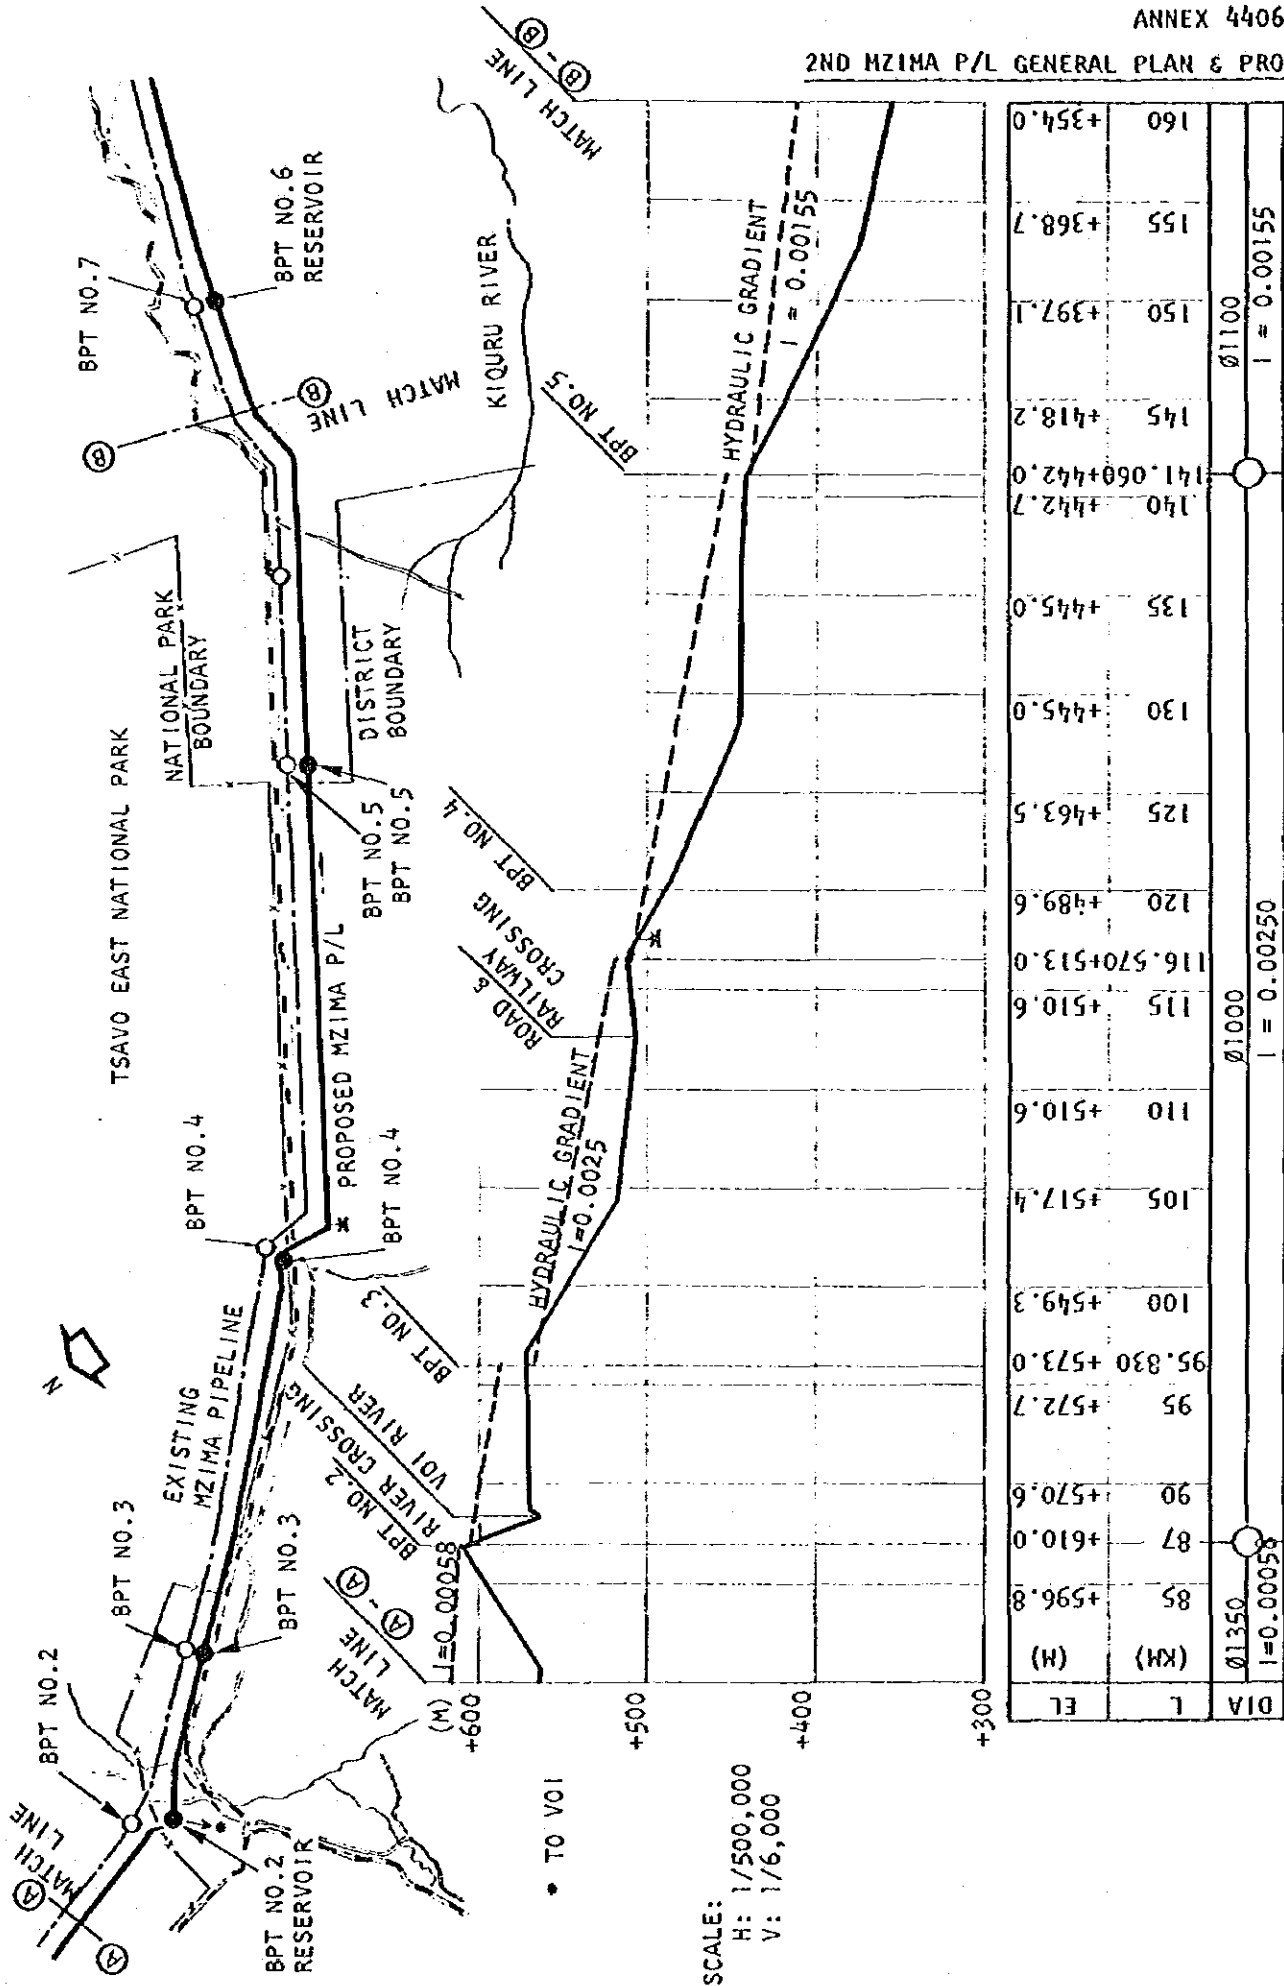 ANNEX 4406
2ND MZIMA P/L GENERAL PLAN & PRO
MATCH LINE
Ⓐ
Ⓐ
BPT NO.2
BPT NO.2
RESERVOIR
BPT NO.3
BPT NO.3
EXISTING
MZIMA PIPELINE
N
BPT NO.4
BPT NO.4
* PROPOSED MZIMA P/L
TSAVO EAST NATIONAL PARK
NATIONAL PARK
BOUNDARY
DISTRICT
BOUNDARY
BPT NO.5
BPT NO.5
Ⓑ
Ⓑ
MATCH LINE
KIQURU RIVER
BPT NO.7
BPT NO.6
RESERVOIR
• TO VOI
SCALE:
H: 1/500,000
V: 1/6,000
MATCH
LINE Ⓐ-Ⓐ
BPT NO.2
RIVER CROSSING
VOI RIVER
BPT NO.3
ROAD &
RAILWAY
CROSSING
BPT NO.4
BPT NO.5
MATCH LINE
Ⓑ-Ⓑ
(M)
+600
+500
+400
+300
I=0.00058
HYDRAULIC GRADIENT
I=0.0025
*
HYDRAULIC GRADIENT
I = 0.00155
EL (M) +596.8 +610.0 +570.6 +572.7 +573.0 +549.3 +517.4 +510.6 +510.6 +513.0 +489.6 +463.5 +445.0 +445.0 +442.7 +442.0 +418.2 +397.1 +368.7 +354.0
L (KM) 85 87 90 95 95.830 100 105 110 115 116.570 120 125 130 135 140 141.060 145 150 155 160
DIA Ø1350 Ø1000 Ø1100
I=0.00058 I = 0.00250 I = 0.00155